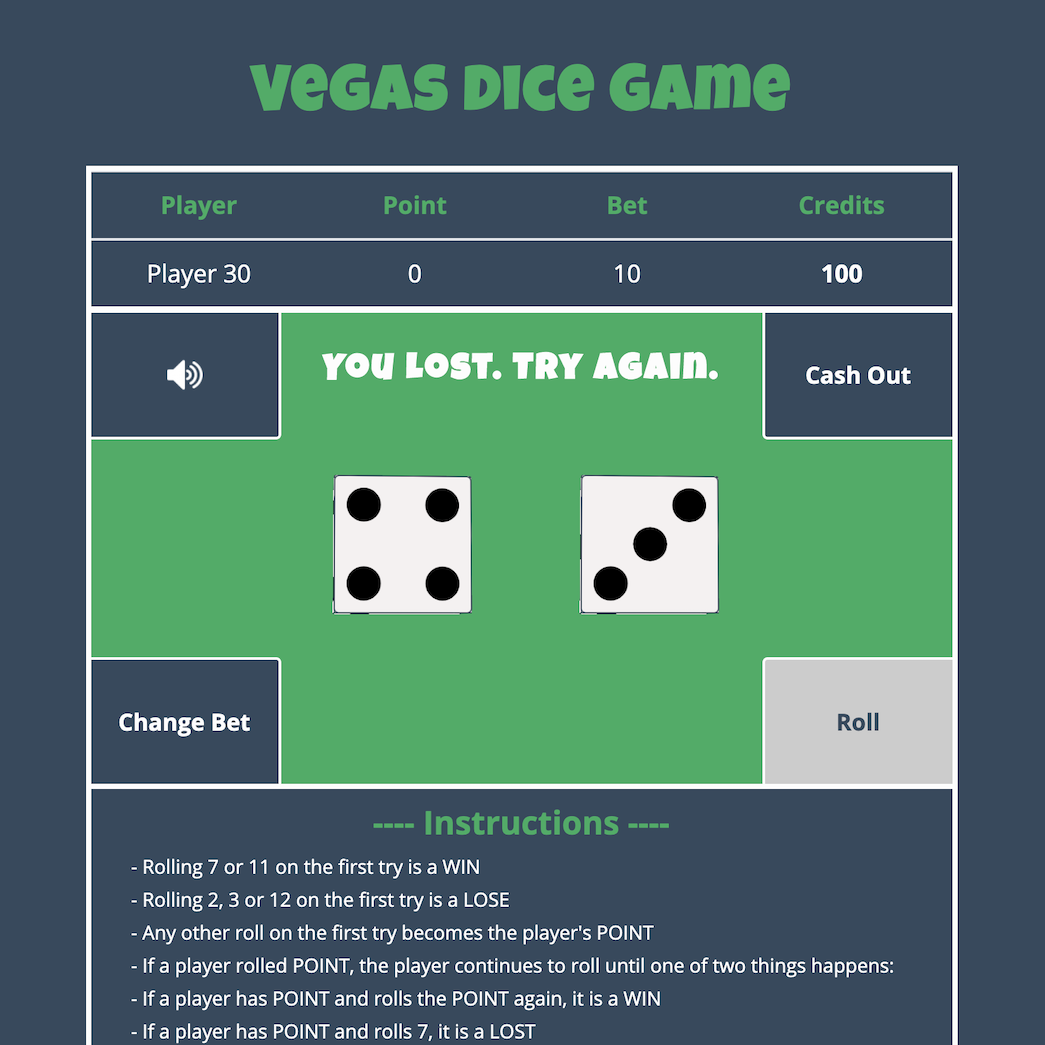 Vegas Dice Game
Player Point Bet Credits
Player 30 0 10 100
You lost. Try again.
Cash Out
Change Bet
Roll
---- Instructions ----
- Rolling 7 or 11 on the first try is a WIN
- Rolling 2, 3 or 12 on the first try is a LOSE
- Any other roll on the first try becomes the player's POINT
- If a player rolled POINT, the player continues to roll until one of two things happens:
- If a player has POINT and rolls the POINT again, it is a WIN
- If a player has POINT and rolls 7, it is a LOST